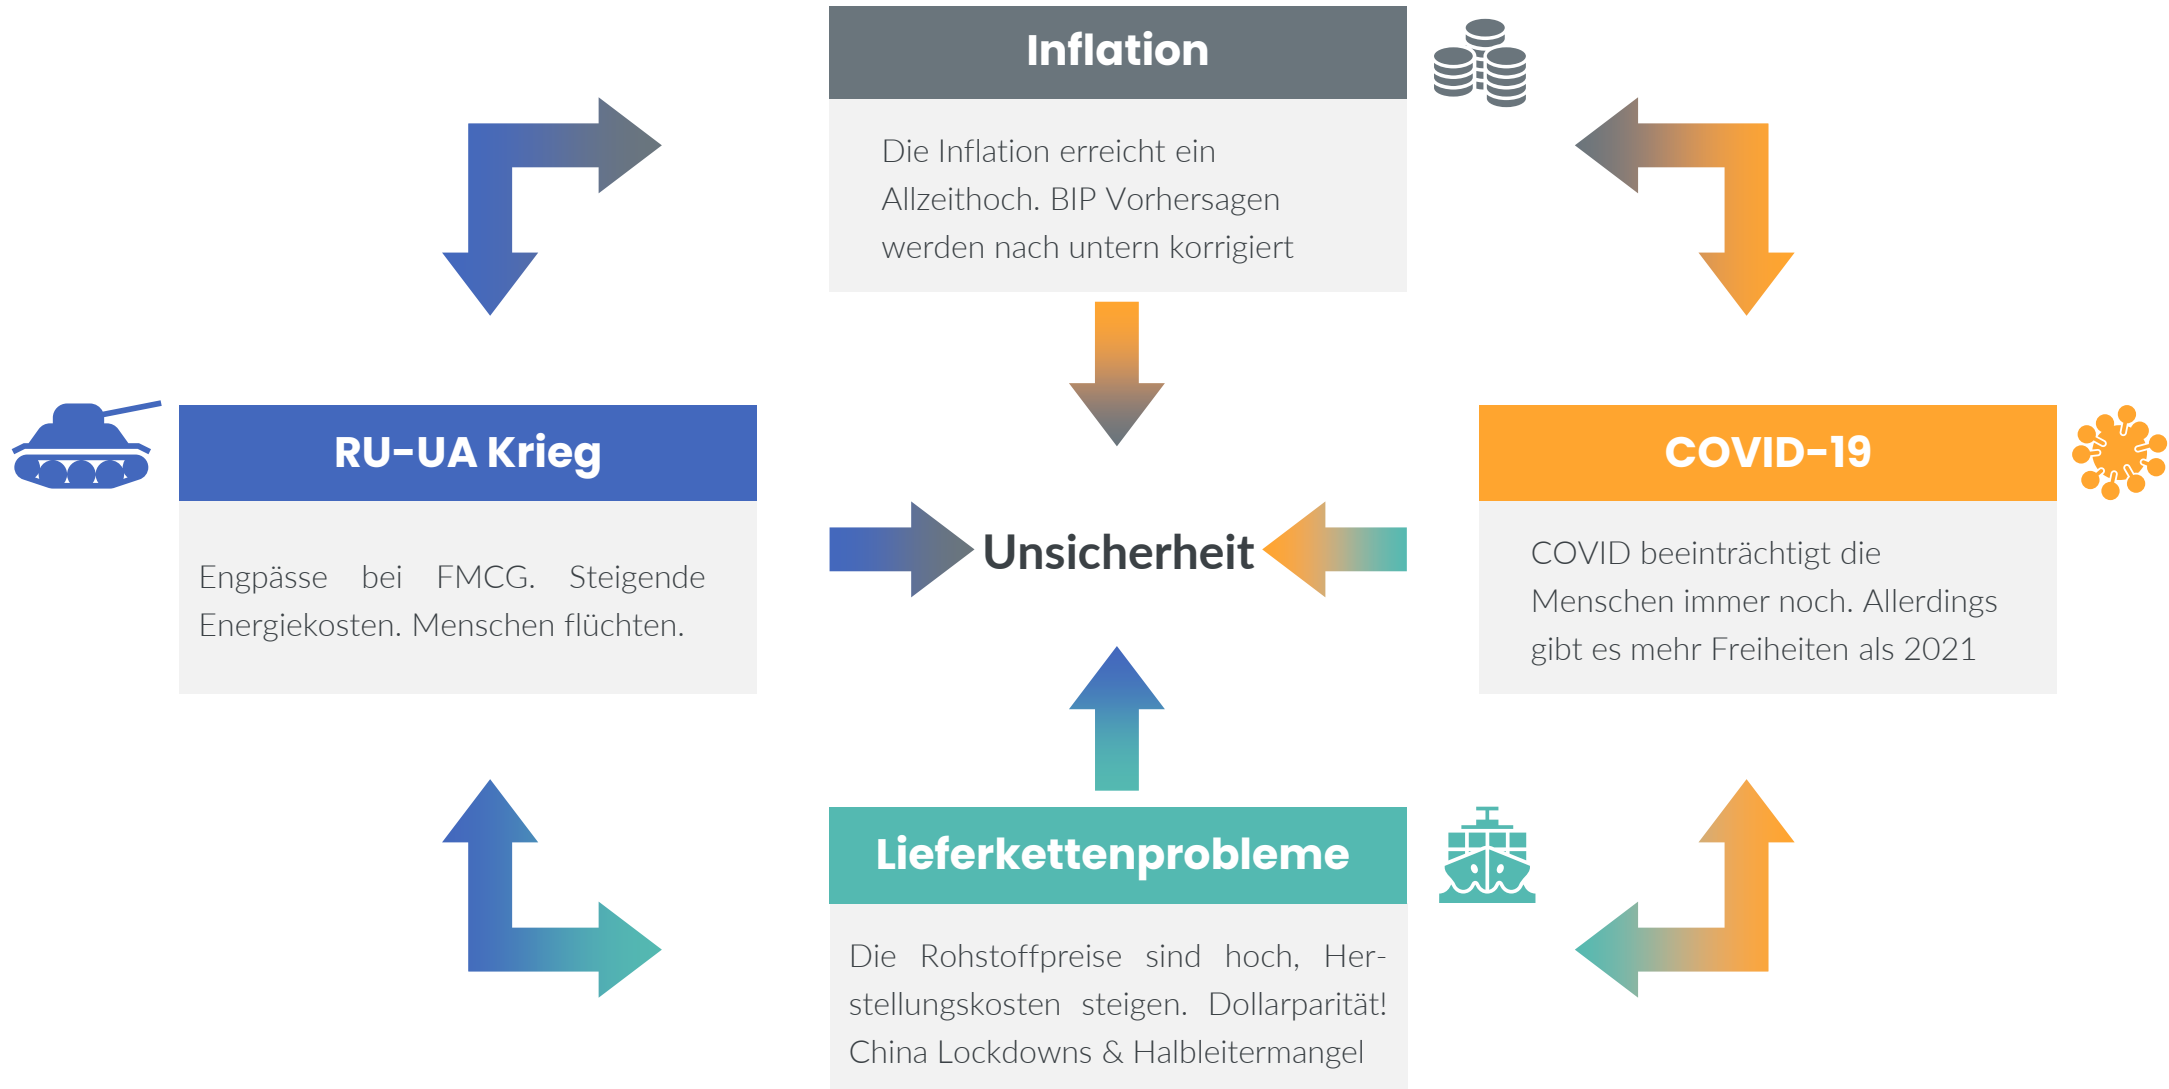 Inflation
Die Inflation erreicht ein
Allzeithoch. BIP Vorhersagen
werden nach untern korrigiert
RU-UA Krieg
Engpässe bei FMCG. Steigende
Energiekosten. Menschen flüchten.
Unsicherheit
COVID-19
COVID beeinträchtigt die
Menschen immer noch. Allerdings
gibt es mehr Freiheiten als 2021
Lieferkettenprobleme
Die Rohstoffpreise sind hoch, Her-
stellungskosten steigen. Dollarparität!
China Lockdowns & Halbleitermangel